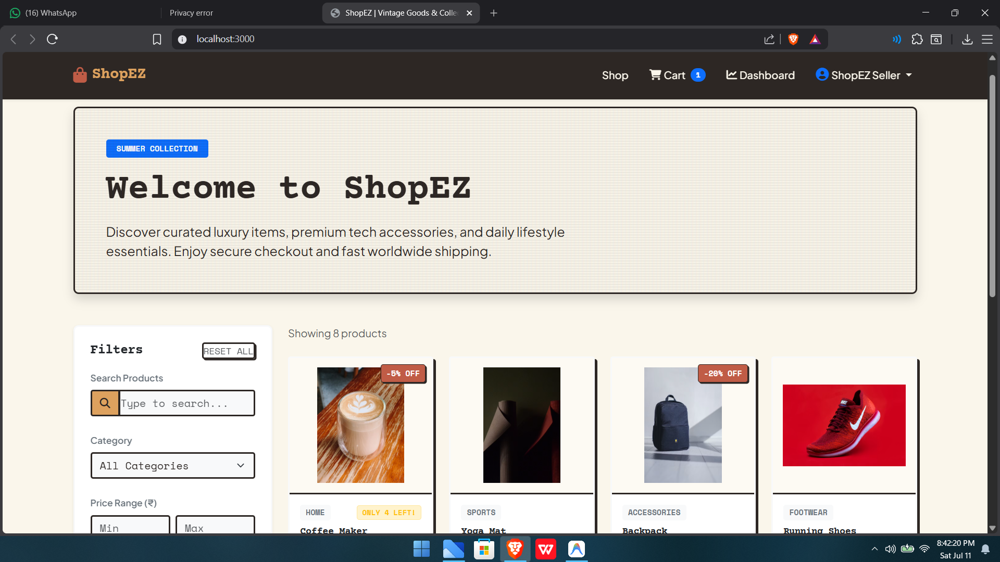 (16) WhatsApp
Privacy error
ShopEZ | Vintage Goods & Colle
localhost:3000
ShopEZ
Shop
Cart 1
Dashboard
ShopEZ Seller
SUMMER COLLECTION
Welcome to ShopEZ
Discover curated luxury items, premium tech accessories, and daily lifestyle
essentials. Enjoy secure checkout and fast worldwide shipping.
Filters
RESET ALL
Search Products
Type to search...
Category
All Categories
Price Range (₹)
Min
Max
Showing 8 products
-5% OFF
HOME
ONLY 4 LEFT!
Coffee Maker
SPORTS
Yoga Mat
-20% OFF
ACCESSORIES
Backpack
NIKE
FOOTWEAR
Running Shoes
8:42:20 PM
Sat Jul 11